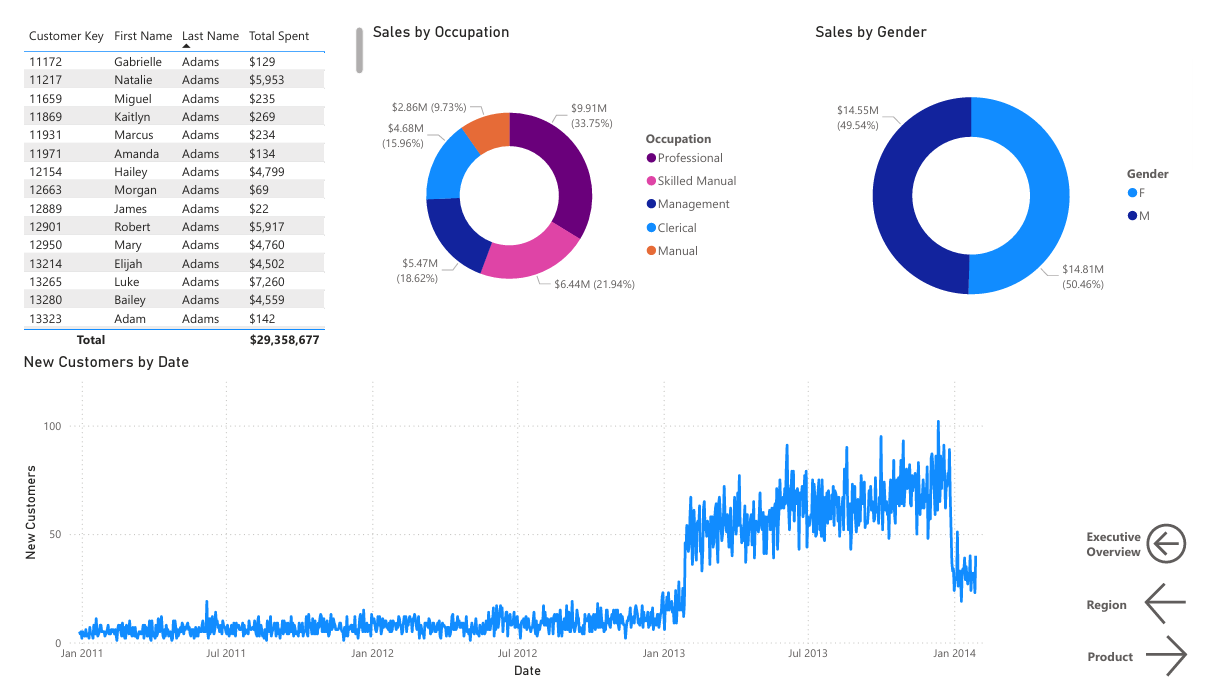 Customer Key First Name Last Name Total Spent
11172 Gabrielle Adams $129
11217 Natalie Adams $5,953
11659 Miguel Adams $235
11869 Kaitlyn Adams $269
11931 Marcus Adams $234
11971 Amanda Adams $134
12154 Hailey Adams $4,799
12663 Morgan Adams $69
12889 James Adams $22
12901 Robert Adams $5,917
12950 Mary Adams $4,760
13214 Elijah Adams $4,502
13265 Luke Adams $7,260
13280 Bailey Adams $4,559
13323 Adam Adams $142
Total $29,358,677
Sales by Occupation
$2.86M (9.73%)
$9.91M
(33.75%)
$4.68M
(15.96%)
$5.47M
(18.62%)
$6.44M (21.94%)
Occupation
Professional
Skilled Manual
Management
Clerical
Manual
Sales by Gender
$14.55M
(49.54%)
$14.81M
(50.46%)
Gender
F
M
New Customers by Date
New Customers
100
50
0
Jan 2011 Jul 2011 Jan 2012 Jul 2012 Jan 2013 Jul 2013 Jan 2014
Date
Executive
Overview
Region
Product